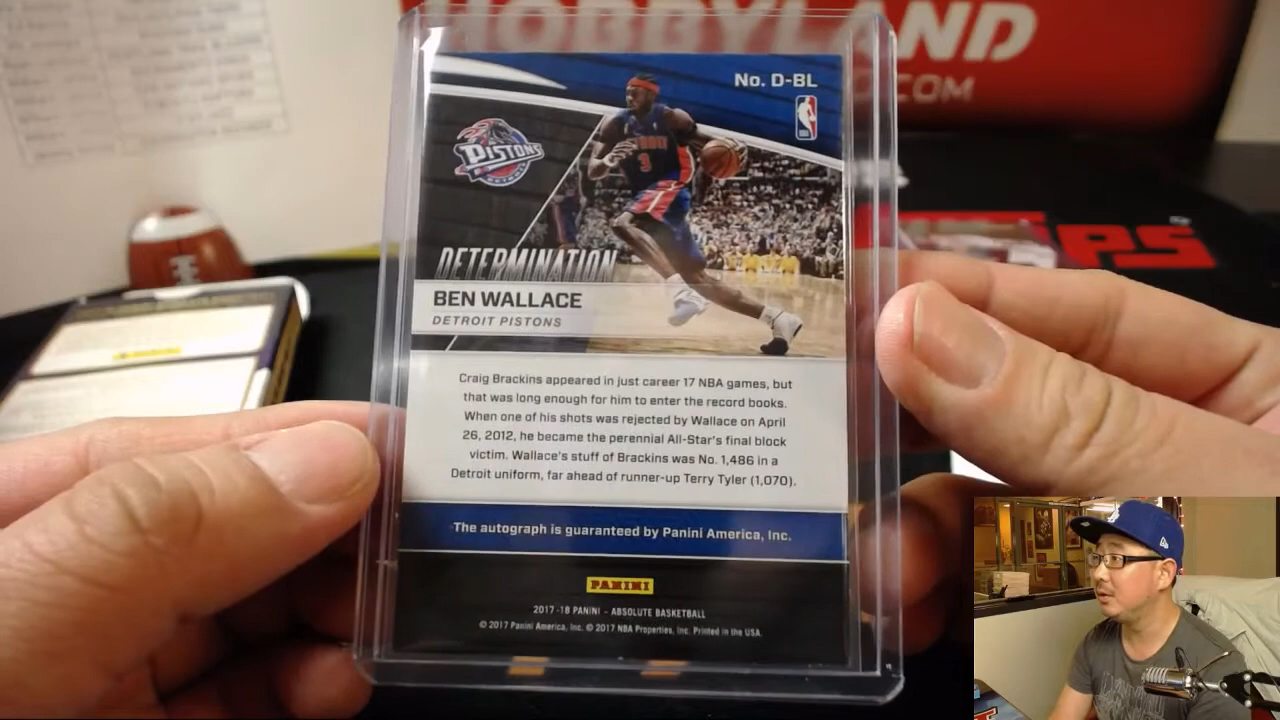 HOBBYLAND
.COM
No. D-BL
PISTONS
3
DETERMINATION
BEN WALLACE
DETROIT PISTONS
Craig Brackins appeared in just career 17 NBA games, but
that was long enough for him to enter the record books.
When one of his shots was rejected by Wallace on April
26, 2012, he became the perennial All-Star's final block
victim. Wallace's stuff of Brackins was No. 1,486 in a
Detroit uniform, far ahead of runner-up Terry Tyler (1,070).
The autograph is guaranteed by Panini America, Inc.
PANINI
2017-18 PANINI – ABSOLUTE BASKETBALL
© 2017 Panini America, Inc. © 2017 NBA Properties, Inc. Printed in the USA.